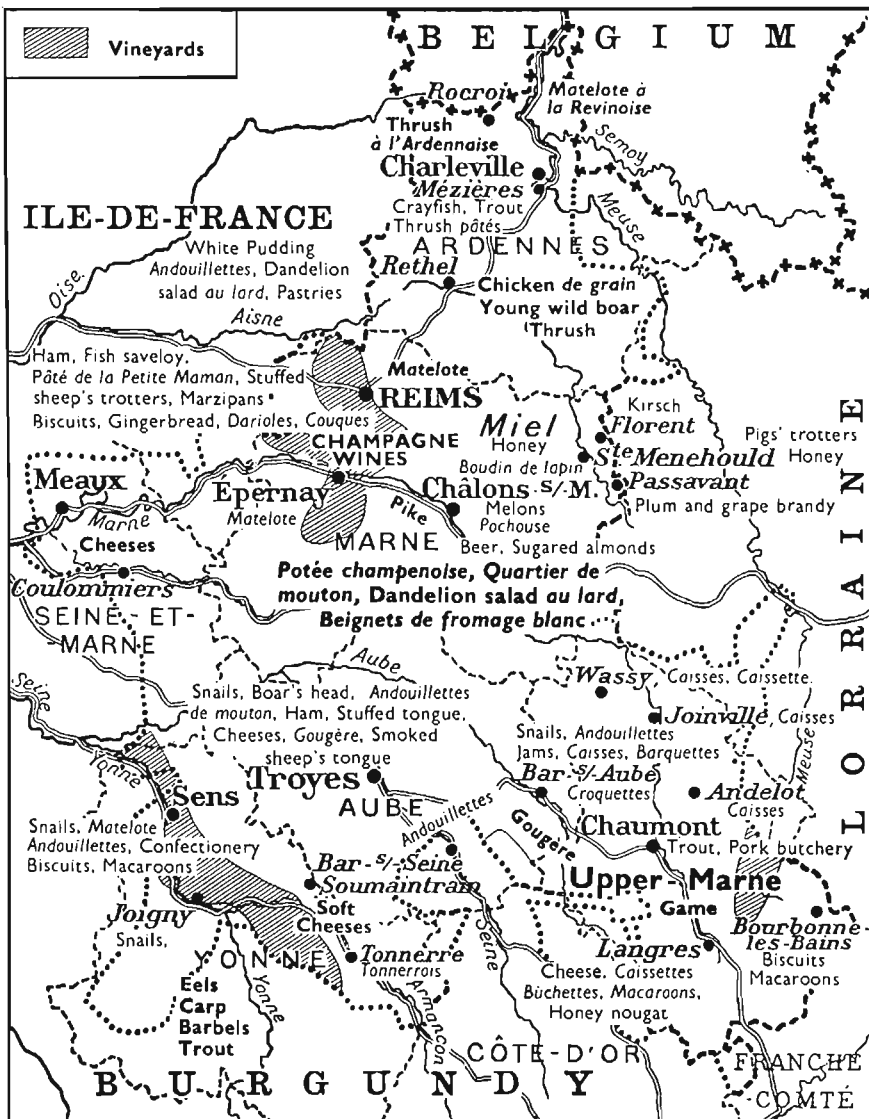 Vineyards
BELGIUM
Rocroi
Matelote à
la Revinoise
Thrush
à l'Ardennaise
Semoy
Charleville
Mézières
Crayfish, Trout
Thrush pâtés
Meuse
ILE-DE-FRANCE
ARDENNES
White Pudding
Andouillettes, Dandelion
salad au lard, Pastries
Rethel
Oise.
Aisne
Chicken de grain
Young wild boar
Thrush
Ham, Fish saveloy.
Pâté de la Petite Maman, Stuffed
sheep's trotters, Marzipans
Biscuits, Gingerbread, Darioles, Couques
Matelote
REIMS
CHAMPAGNE
WINES
Miel
Honey
Boudin de lapin
Kirsch
Florent
Ste Menehould
Pigs' trotters
Honey
Passavant
Plum and grape brandy
LORRAINE
Meaux
Marne
Cheeses
Epernay
Matelote
Pike
Châlons-s/-M.
Melons
Pochouse
Beer, Sugared almonds
MARNE
Coulommiers
SEINE-ET-
MARNE
Potée champenoise, Quartier de
mouton, Dandelion salad au lard,
Beignets de fromage blanc
Aube
Seine
Snails, Boar's head, Andouillettes
de mouton, Ham, Stuffed tongue,
Cheeses, Gougère, Smoked
sheep's tongue
Wassy, Caisses, Caissette
Joinville, Caisses
Meuse
Snails, Andouillettes
Jams, Caisses, Barquettes
Bar-s/-Aube
Croquettes
Andelot
Caisses
Yonne
Sens
Troyes
AUBE
Andouillettes
Gougère
Chaumont
Trout, Pork butchery
Snails, Matelote
Andouillettes, Confectionery
Biscuits, Macaroons
Bar-s/-Seine
Soumaintrain
Soft
Cheeses
Upper-Marne
Game
Joigny
Snails,
Bourbonne-
les-Bains
Biscuits
Macaroons
Langres
Cheese, Caissettes
Bûchettes, Macaroons,
Honey nougat
YONNE
Tonnerre
Tonnerrois
Seine
Eels
Carp
Barbels
Trout
Yonne
Armançon
CÔTE-D'OR
FRANCHE
COMTÉ
BURGUNDY